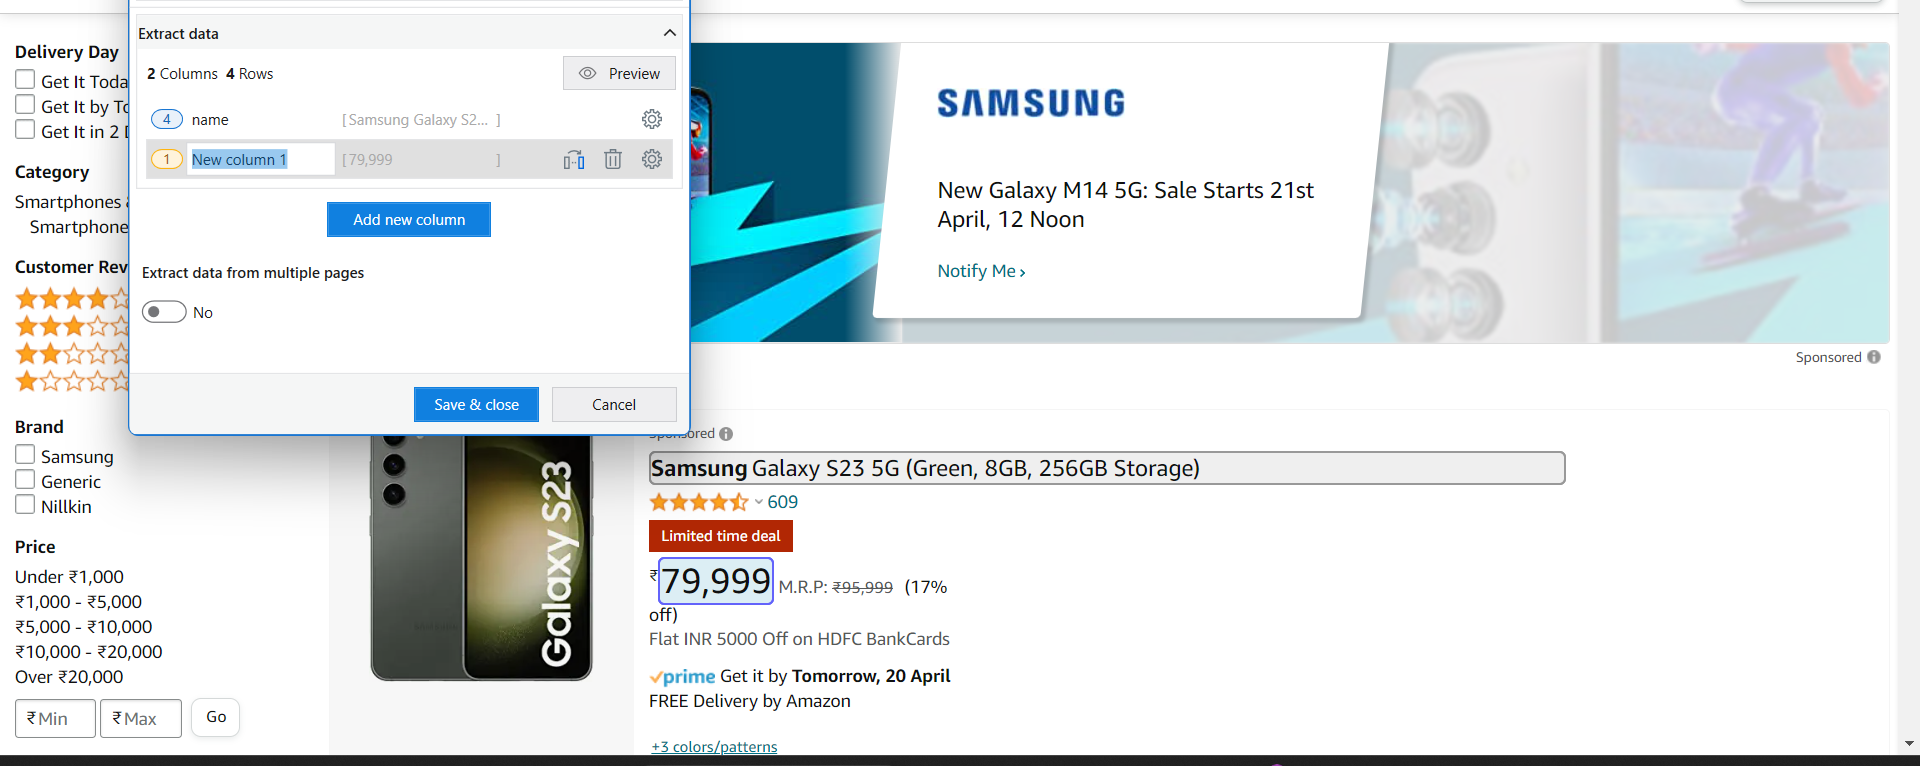 Extract data
2 Columns 4 Rows
Preview
4 name [Samsung Galaxy S2... ]
1 New column 1 [79,999 ]
Add new column
Extract data from multiple pages
No
Save & close
Cancel
Delivery Day
Get It Toda
Get It by To
Get It in 2 D
Category
Smartphones &
Smartphone
Customer Rev
Brand
Samsung
Generic
Nillkin
Price
Under ₹1,000
₹1,000 - ₹5,000
₹5,000 - ₹10,000
₹10,000 - ₹20,000
Over ₹20,000
₹Min ₹Max Go
SAMSUNG
New Galaxy M14 5G: Sale Starts 21st
April, 12 Noon
Notify Me ›
Sponsored
Galaxy S23
Sponsored
Samsung Galaxy S23 5G (Green, 8GB, 256GB Storage)
609
Limited time deal
₹79,999 M.R.P: ₹95,999 (17%
off)
Flat INR 5000 Off on HDFC BankCards
prime Get it by Tomorrow, 20 April
FREE Delivery by Amazon
+3 colors/patterns